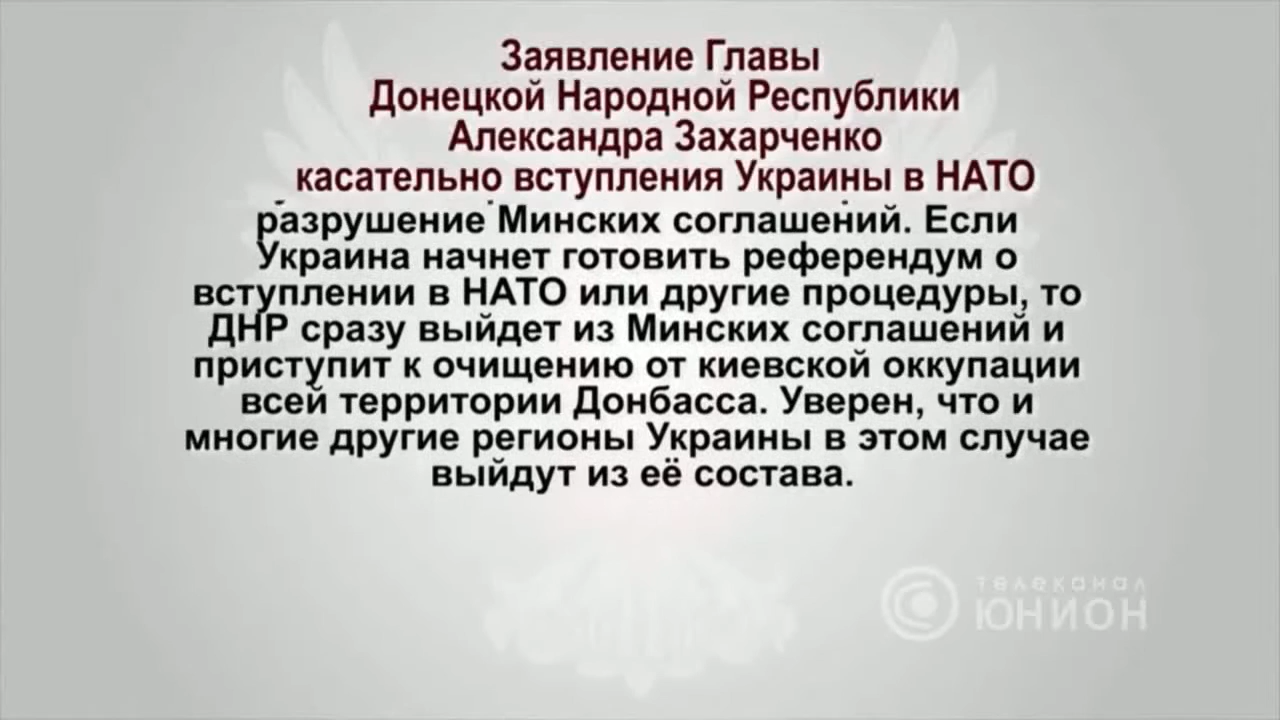 Заявление Главы
Донецкой Народной Республики
Александра Захарченко
касательно вступления Украины в НАТО
разрушение Минских соглашений. Если
Украина начнет готовить референдум о
вступлении в НАТО или другие процедуры, то
ДНР сразу выйдет из Минских соглашений и
приступит к очищению от киевской оккупации
всей территории Донбасса. Уверен, что и
многие другие регионы Украины в этом случае
выйдут из её состава.
телеканал
ЮНИОН